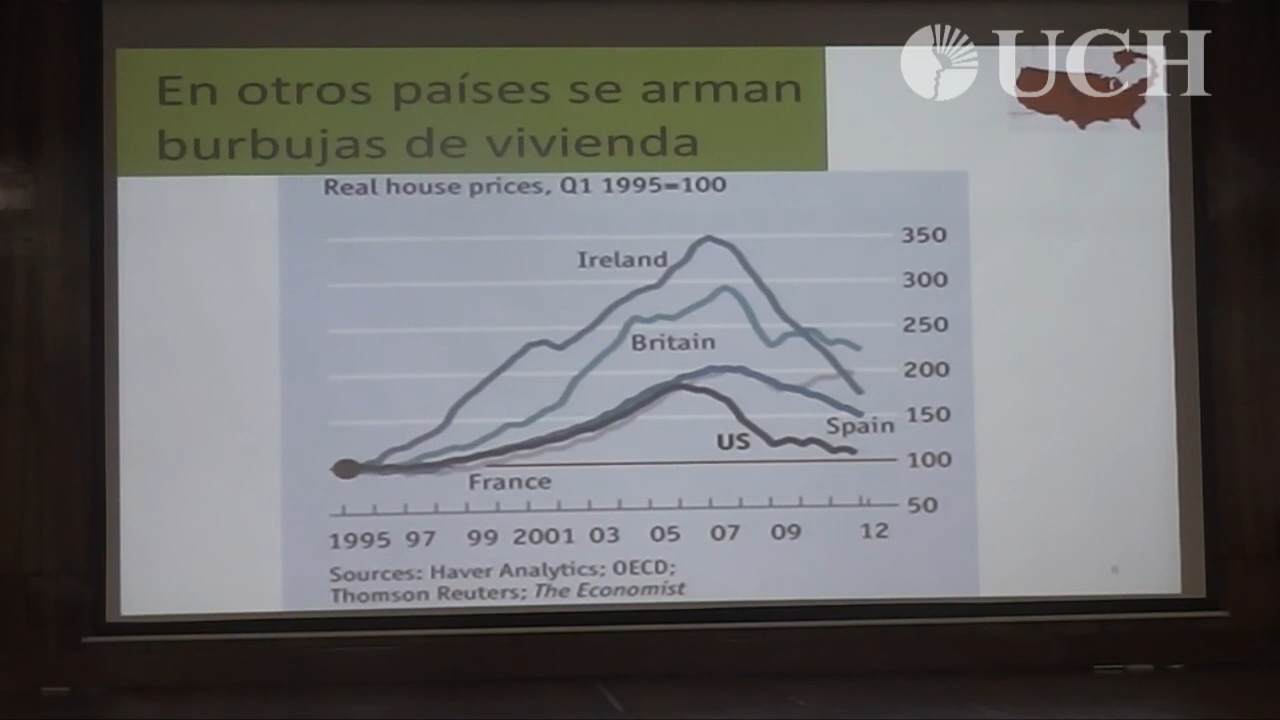 UCH
En otros países se arman
burbujas de vivienda
Real house prices, Q1 1995=100
350
Ireland
300
250
Britain
200
150
Spain
US
100
France
50
1995 97 99 2001 03 05 07 09 12
Sources: Haver Analytics; OECD;
Thomson Reuters; The Economist